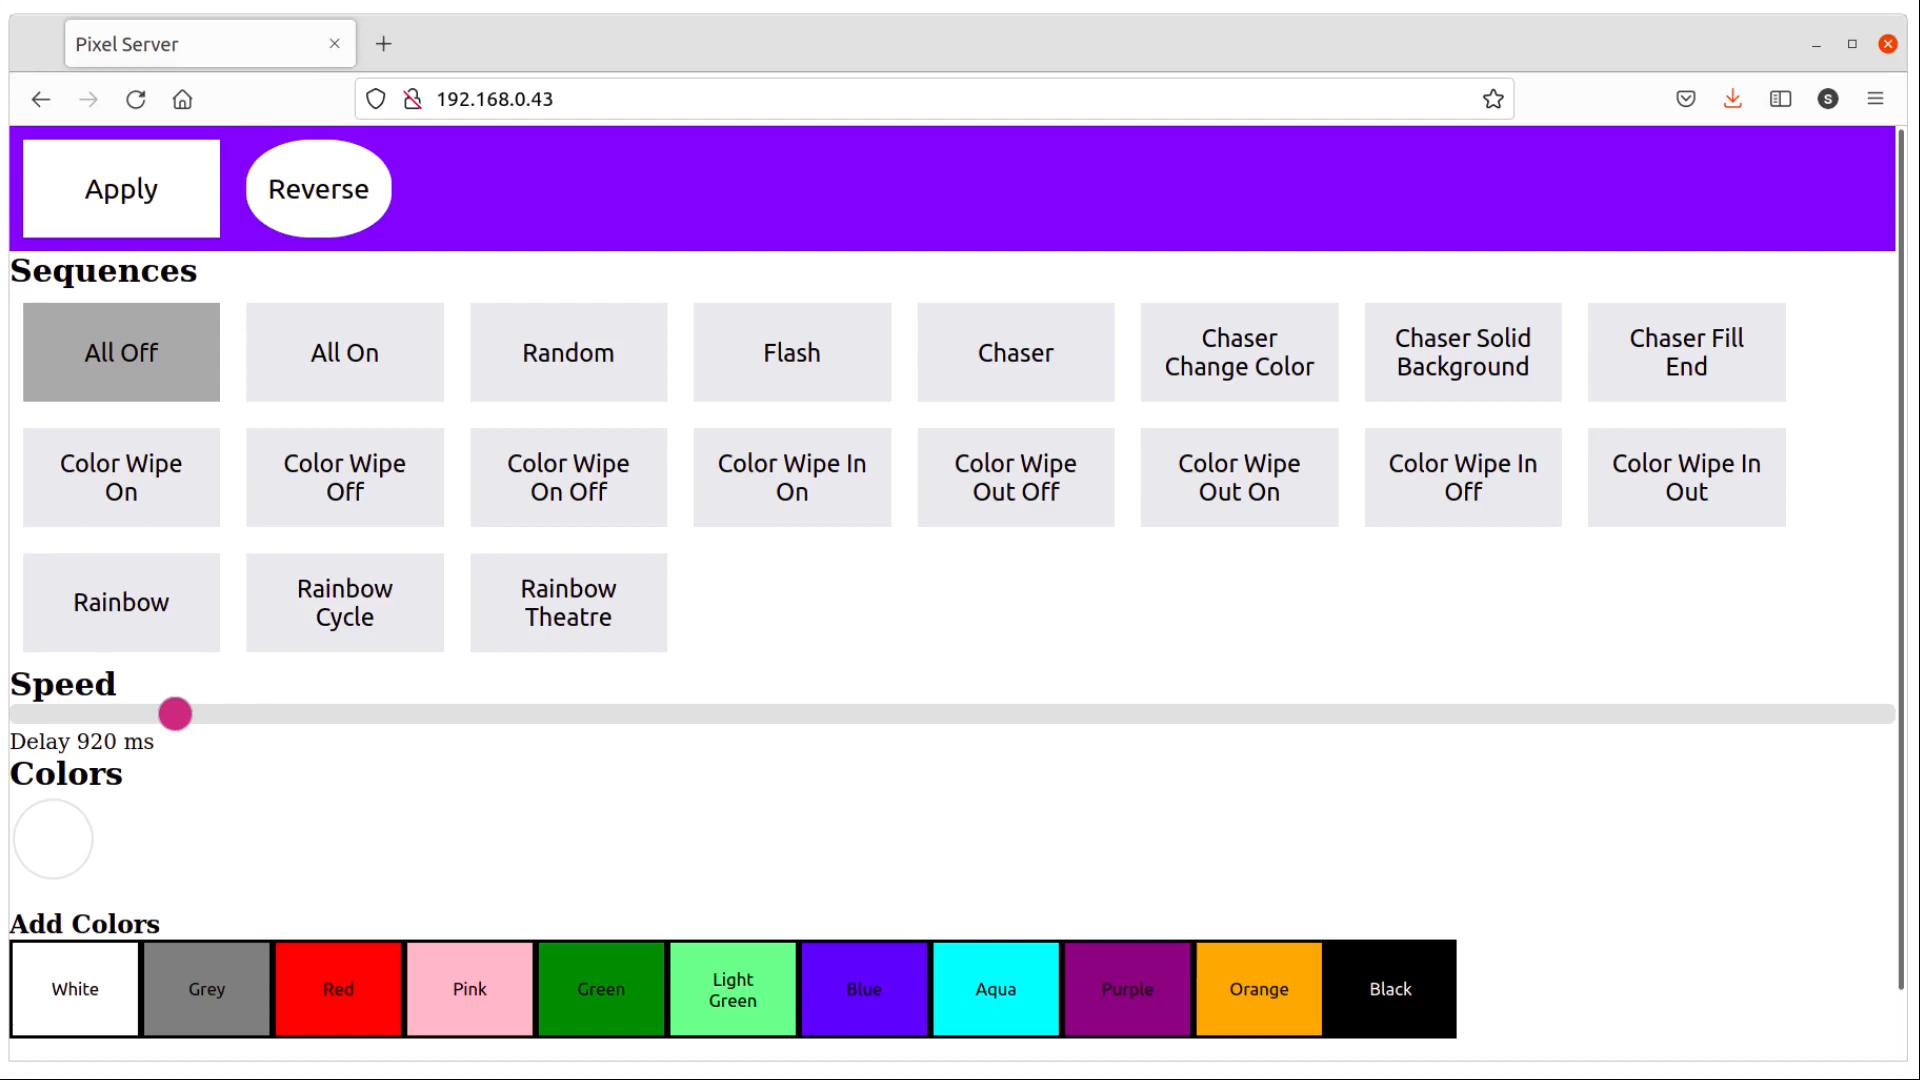 Pixel Server
192.168.0.43
S
Apply
Reverse
Sequences
All Off
All On
Random
Flash
Chaser
Chaser
Change Color
Chaser Solid
Background
Chaser Fill
End
Color Wipe
On
Color Wipe
Off
Color Wipe
On Off
Color Wipe In
On
Color Wipe
Out Off
Color Wipe
Out On
Color Wipe In
Off
Color Wipe In
Out
Rainbow
Rainbow
Cycle
Rainbow
Theatre
Speed
Delay 920 ms
Colors
Add Colors
White
Grey
Red
Pink
Green
Light
Green
Blue
Aqua
Purple
Orange
Black